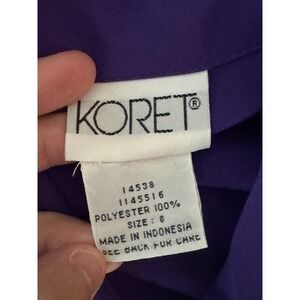 KORET®
14538
1145516
POLYESTER 100%
SIZE : 8
MADE IN INDONESIA
SEE BACK FOR CARE